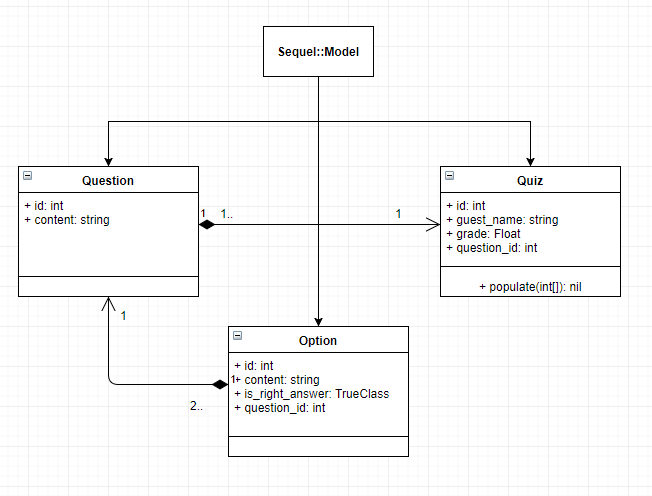 Sequel::Model
Question
+ id: int
+ content: string
1
1..
1
Quiz
+ id: int
+ guest_name: string
+ grade: Float
+ question_id: int
+ populate(int[]): nil
1
2..
1
Option
+ id: int
+ content: string
+ is_right_answer: TrueClass
+ question_id: int